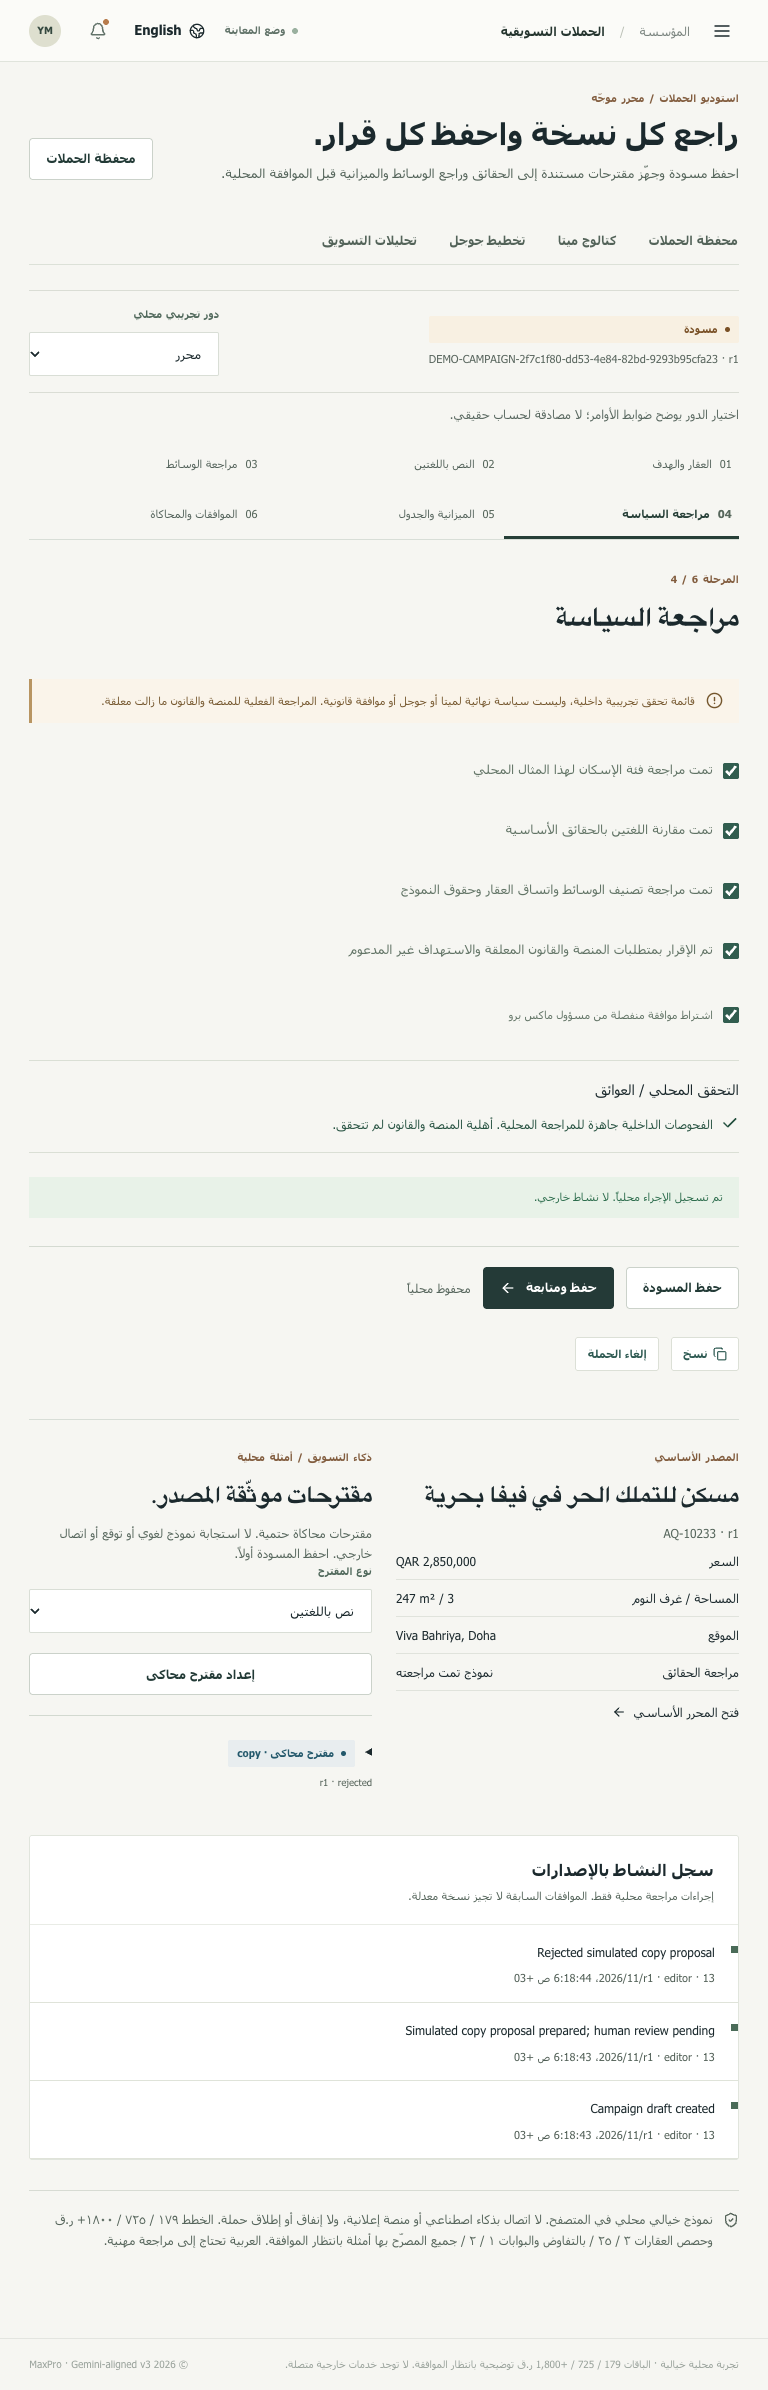 المؤسسة / الحملات التسويقية
وضع المعاينة
English
YM
استوديو الحملات / محرر موجّه
راجع كل نسخة واحفظ كل قرار.
احفظ مسودة وجهّز مقترحات مستندة إلى الحقائق وراجع الوسائط والميزانية قبل الموافقة المحلية.
محفظة الحملات
محفظة الحملات
كتالوج ميتا
تخطيط جوجل
تحليلات التسويق
مسودة
DEMO-CAMPAIGN-2f7c1f80-dd53-4e84-82bd-9293b95cfa23 · r1
دور تجريبي محلي
محرر
اختيار الدور يوضح ضوابط الأوامر؛ لا مصادقة لحساب حقيقي.
01 العقار والهدف
02 النص باللغتين
03 مراجعة الوسائط
04 مراجعة السياسة
05 الميزانية والجدول
06 الموافقات والمحاكاة
المرحلة 6 / 4
مراجعة السياسة
قائمة تحقق تجريبية داخلية، وليست سياسة نهائية لميتا أو جوجل أو موافقة قانونية. المراجعة الفعلية للمنصة والقانون ما زالت معلقة.
تمت مراجعة فئة الإسكان لهذا المثال المحلي
تمت مقارنة اللغتين بالحقائق الأساسية
تمت مراجعة تصنيف الوسائط واتساق العقار وحقوق النموذج
تم الإقرار بمتطلبات المنصة والقانون المعلقة والاستهداف غير المدعوم
اشتراط موافقة منفصلة من مسؤول ماكس برو
التحقق المحلي / العوائق
الفحوصات الداخلية جاهزة للمراجعة المحلية. أهلية المنصة والقانون لم تتحقق.
تم تسجيل الإجراء محلياً. لا نشاط خارجي.
حفظ المسودة
حفظ ومتابعة
محفوظ محلياً
نسخ
إلغاء الحملة
المصدر الأساسي
مسكن للتملك الحر في فيفا بحرية
AQ-10233 · r1
السعر QAR 2,850,000
المساحة / غرف النوم 247 m² / 3
الموقع Viva Bahriya, Doha
مراجعة الحقائق نموذج تمت مراجعته
فتح المحرر الأساسي
ذكاء التسويق / أمثلة محلية
مقترحات موثّقة المصدر.
مقترحات محاكاة حتمية. لا استجابة نموذج لغوي أو توقع أو اتصال
خارجي. احفظ المسودة أولاً.
نوع المقترح
نص باللغتين
إعداد مقترح محاكى
مقترح محاكى · copy
r1 · rejected
سجل النشاط بالإصدارات
إجراءات مراجعة محلية فقط. الموافقات السابقة لا تجيز نسخة معدلة.
Rejected simulated copy proposal
2026/11/r1 · editor · 13، 6:18:44 ص +03
Simulated copy proposal prepared; human review pending
2026/11/r1 · editor · 13، 6:18:43 ص +03
Campaign draft created
2026/11/r1 · editor · 13، 6:18:43 ص +03
نموذج خيالي محلي في المتصفح. لا اتصال بذكاء اصطناعي أو منصة إعلانية، ولا إنفاق أو إطلاق حملة. الخطط ١٧٩ / ٧٢٥ / ١٨٠٠+ ر.ق
وحصص العقارات ٣ / ٢٥ / بالتفاوض والبوابات ١ / ٢ / جميع المصرّح بها أمثلة بانتظار الموافقة. العربية تحتاج إلى مراجعة مهنية.
تجربة محلية خيالية · الباقات 179 / 725 / +1,800 ر.ق توضيحية بانتظار الموافقة. لا توجد خدمات خارجية متصلة.
MaxPro · Gemini-aligned v3 2026 ©